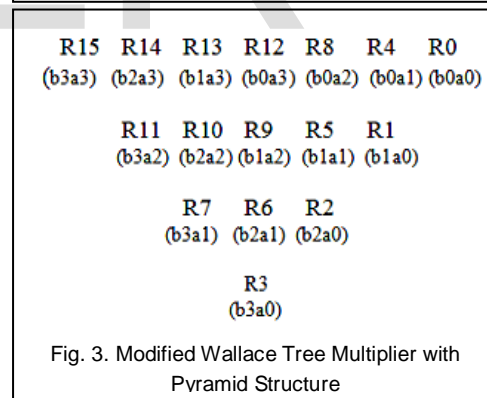 R15 R14 R13 R12 R8 R4 R0
(b3a3) (b2a3) (b1a3) (b0a3) (b0a2) (b0a1) (b0a0)
R11 R10 R9 R5 R1
(b3a2) (b2a2) (b1a2) (b1a1) (b1a0)
R7 R6 R2
(b3a1) (b2a1) (b2a0)
R3
(b3a0)
Fig. 3. Modified Wallace Tree Multiplier with
Pyramid Structure